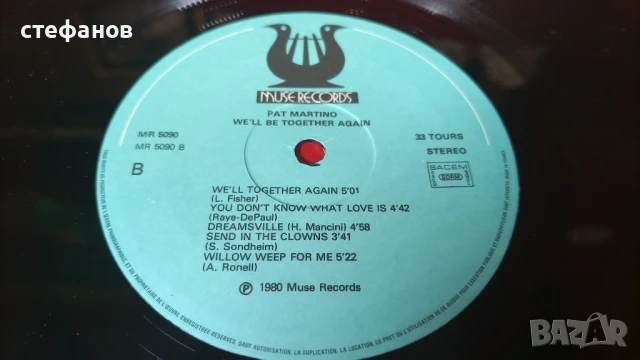 стефанов
MUSE RECORDS
PAT MARTINO
WE'LL BE TOGETHER AGAIN
MR 5090
MR 5090 B
B
33 TOURS
STEREO
SACEM
SDRM
WE'LL TOGETHER AGAIN 5'01
(L. Fisher)
YOU DON'T KNOW WHAT LOVE IS 4'42
(Raye-DePaul)
DREAMSVILLE (H. Mancini) 4'58
SEND IN THE CLOWNS 3'41
(S. Sondheim)
WILLOW WEEP FOR ME 5'22
(A. Ronell)
Ⓟ 1980 Muse Records
BAZAR